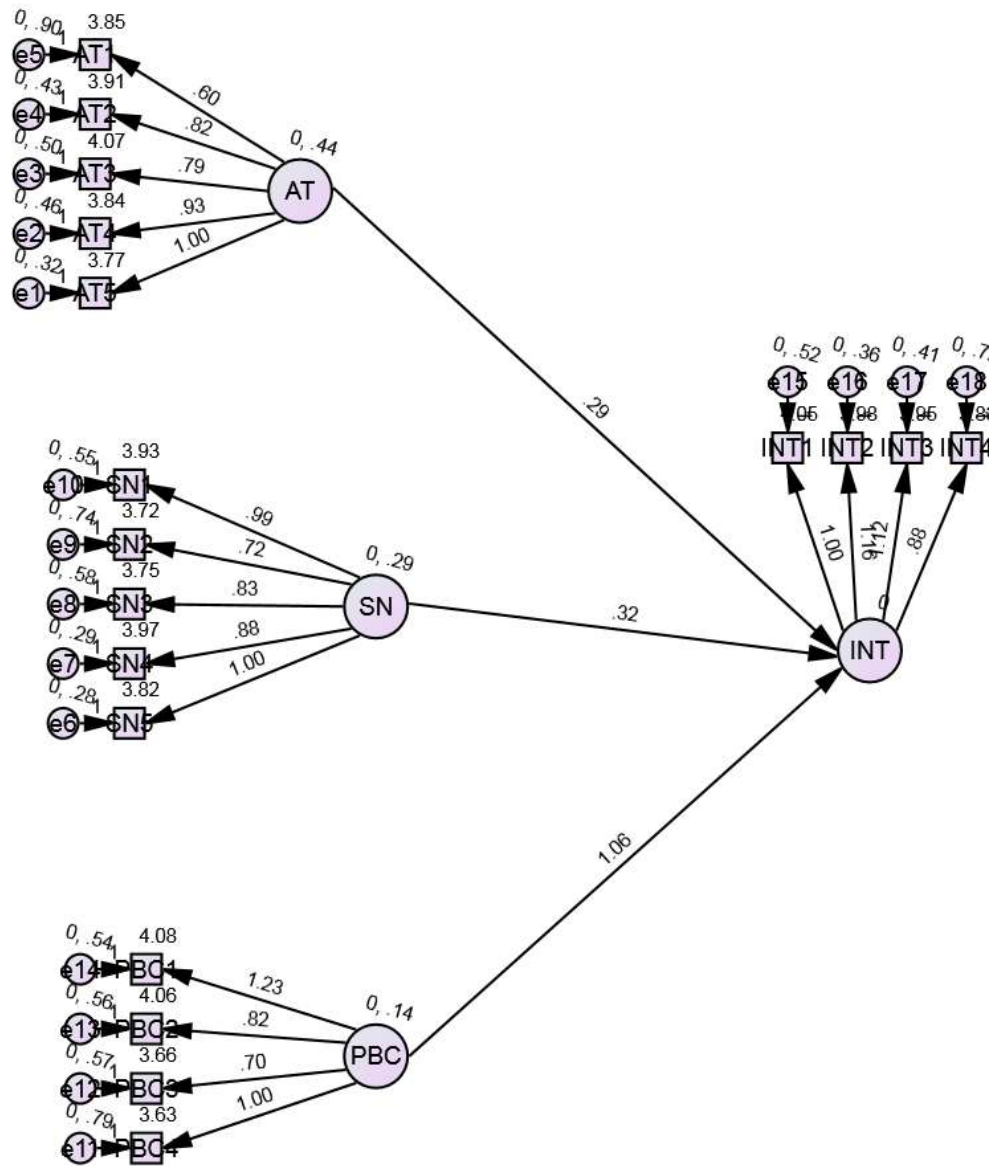 0, .90 3.85
e5 1 AT1
0, .43 3.91
e4 1 AT2
0, .50 4.07
e3 1 AT3
0, .46 3.84
e2 1 AT4
0, .32 3.77
e1 1 AT5
.60
.82
.79
.93
1.00
0, .44
AT
.29
0, .52 0, .36 0, .41
e15 e16 e17 e18
INT1 INT2 INT3 INT4
1.00 1.12 .88
0
INT
0, .55 3.93
e10 1 SN1
0, .74 3.72
e9 1 SN2
0, .58 3.75
e8 1 SN3
0, .29 3.97
e7 1 SN4
0, .28 3.82
e6 1 SN5
.99
.72
.83
.88
1.00
0, .29
SN
.32
0, .54 4.08
e14 1 PBC1
0, .56 4.06
e13 1 PBC2
0, .57 3.66
e12 1 PBC3
0, .79 3.63
e11 1 PBC4
1.23
.82
.70
1.00
0, .14
PBC
1.06